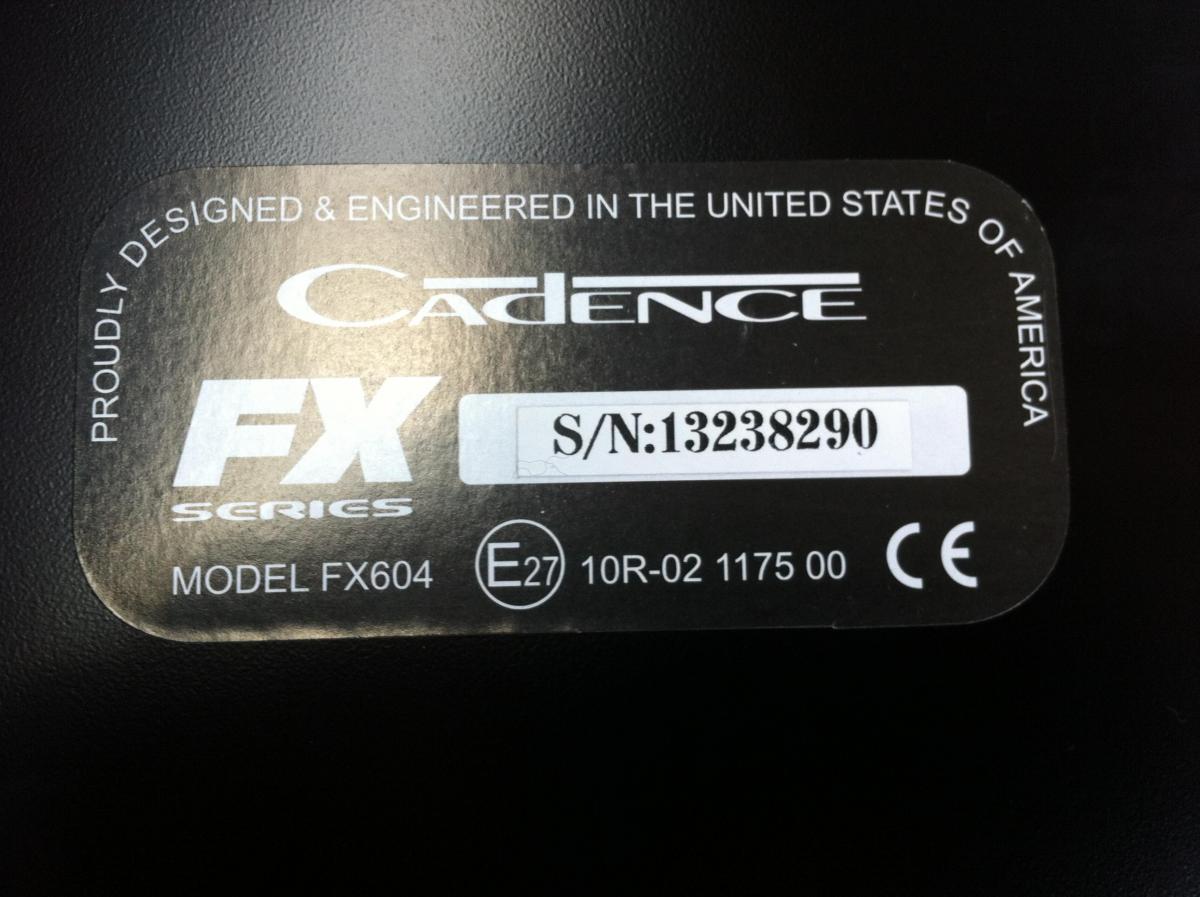 PROUDLY DESIGNED & ENGINEERED IN THE UNITED STATES OF AMERICA
CADENCE
FX
SERIES
S/N:13238290
MODEL FX604
E27 10R-02 1175 00 CE